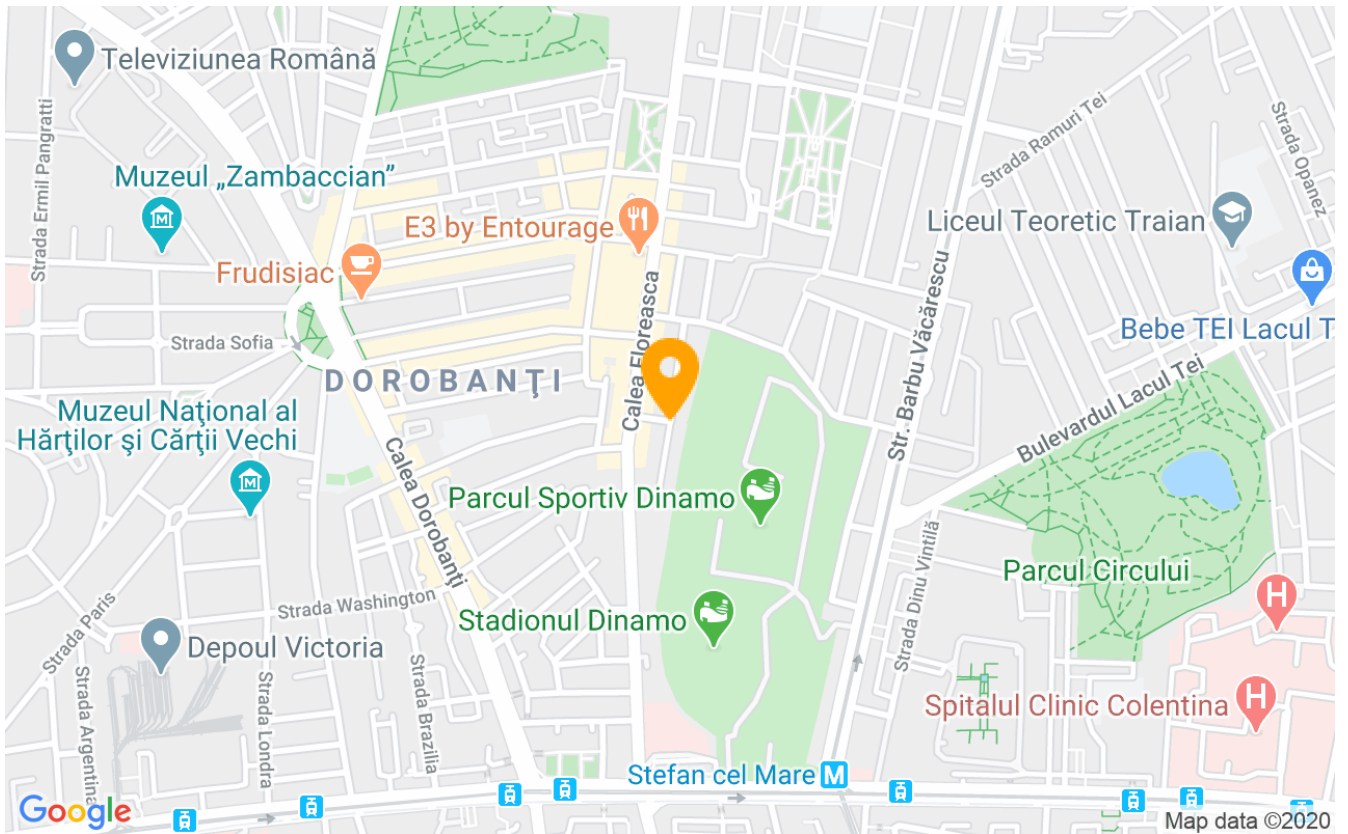 Televiziunea Română
Strada Ermil Pangratti
Muzeul „Zambaccian”
E3 by Entourage
Frudisiac
Strada Sofia
DOROBANŢI
Calea Floreasca
Strada Ramuri Tei
Strada Opanez
Liceul Teoretic Traian
Bebe TEI Lacul T
Str. Barbu Văcărescu
Bulevardul Lacul Tei
Muzeul Naţional al
Hărţilor şi Cărţii Vechi
Calea Dorobanţi
Parcul Sportiv Dinamo
Stadionul Dinamo
Strada Dinu Vintilă
Parcul Circului
H
Strada Washington
Strada Paris
Depoul Victoria
Strada Argentina
Strada Londra
Strada Brazilia
Spitalul Clinic Colentina
H
Stefan cel Mare M
Google
Map data ©2020